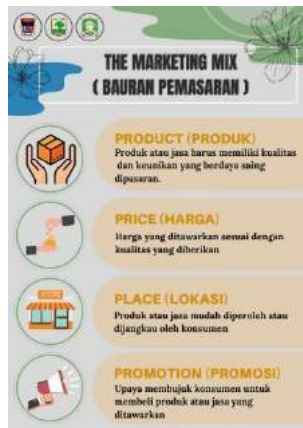 THE MARKETING MIX
( BAURAN PEMASARAN )
PRODUCT (PRODUK)
Produk atau jasa harus memiliki kualitas
dan keunikan yang berdaya saing
dipasaran.
PRICE (HARGA)
Harga yang ditawarkan sesuai dengan
kualitas yang diberikan
PLACE (LOKASI)
Produk atau jasa mudah diperoleh atau
dijangkau oleh konsumen
PROMOTION (PROMOSI)
Upaya membujuk konsumen untuk
membeli produk atau jasa yang
ditawarkan